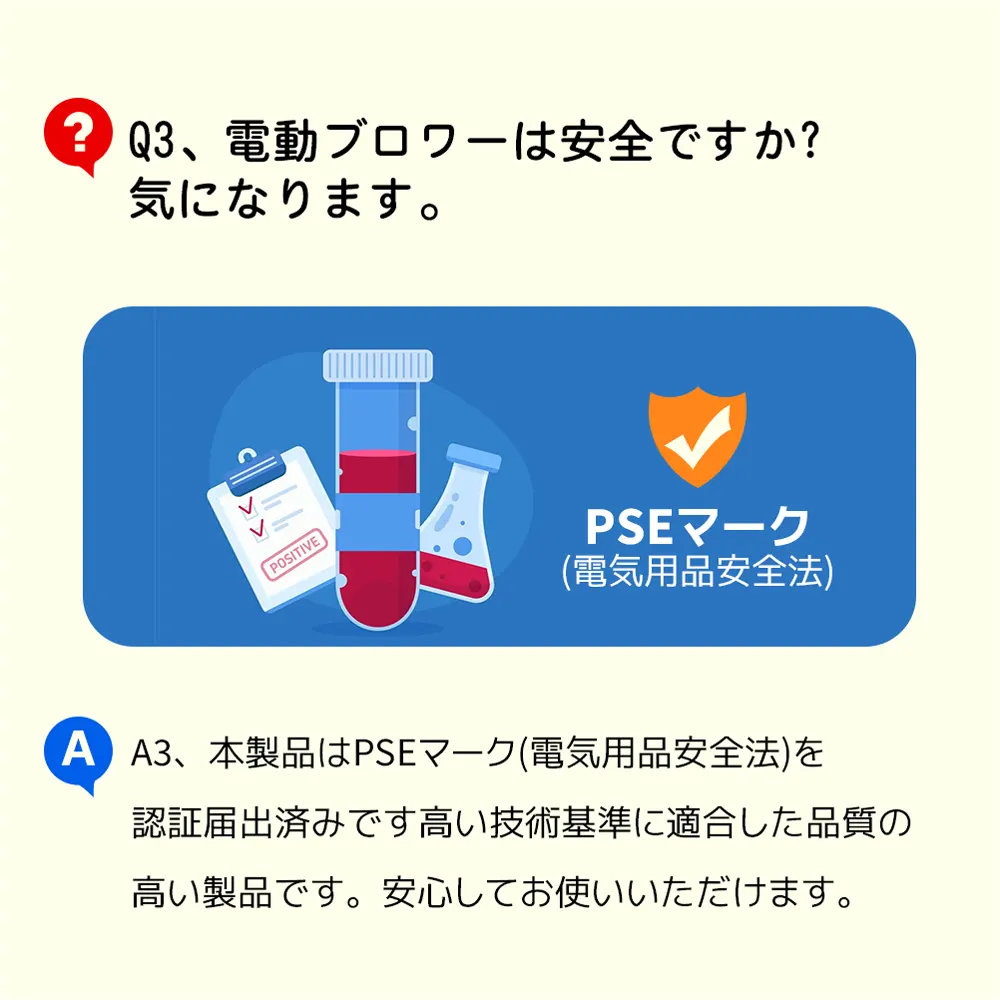 ?
Q3、電動ブロワーは安全ですか?
気になります。
POSITIVE
PSEマーク
(電気用品安全法)
A
A3、本製品はPSEマーク(電気用品安全法)を
認証届出済みです高い技術基準に適合した品質の
高い製品です。安心してお使いいただけます。